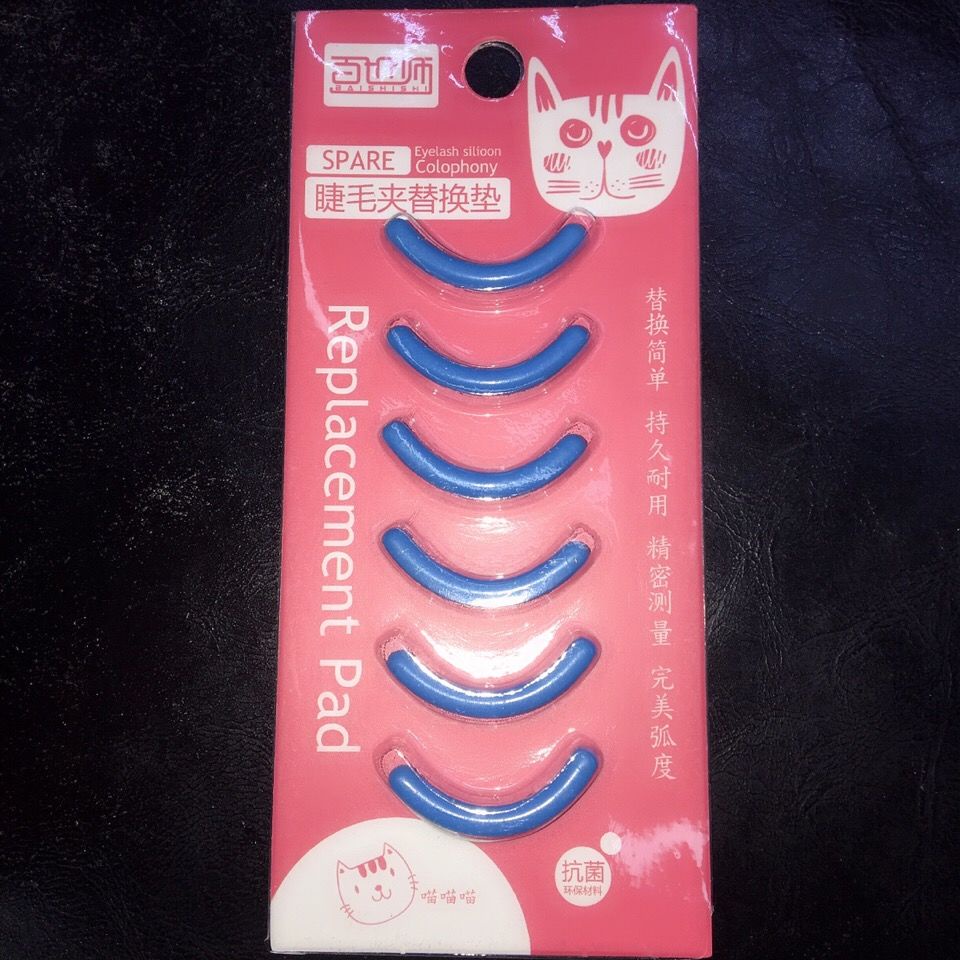 百世师
BAISHISHI
SPARE
Eyelash silioon
Colophony
睫毛夹替换垫
Replacement Pad
替换简单 持久耐用 精密测量 完美弧度
喵喵喵
抗菌
环保材料